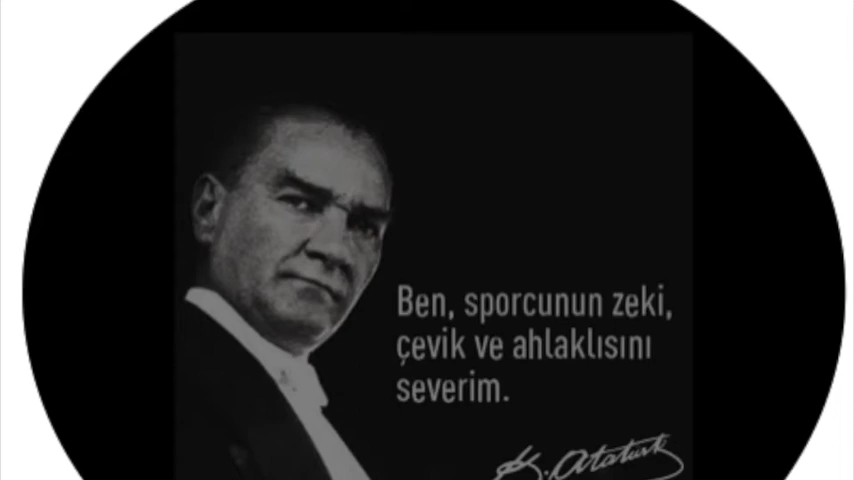 Ben, sporcunun zeki,
çevik ve ahlaklısını
severim.
K. Atatürk